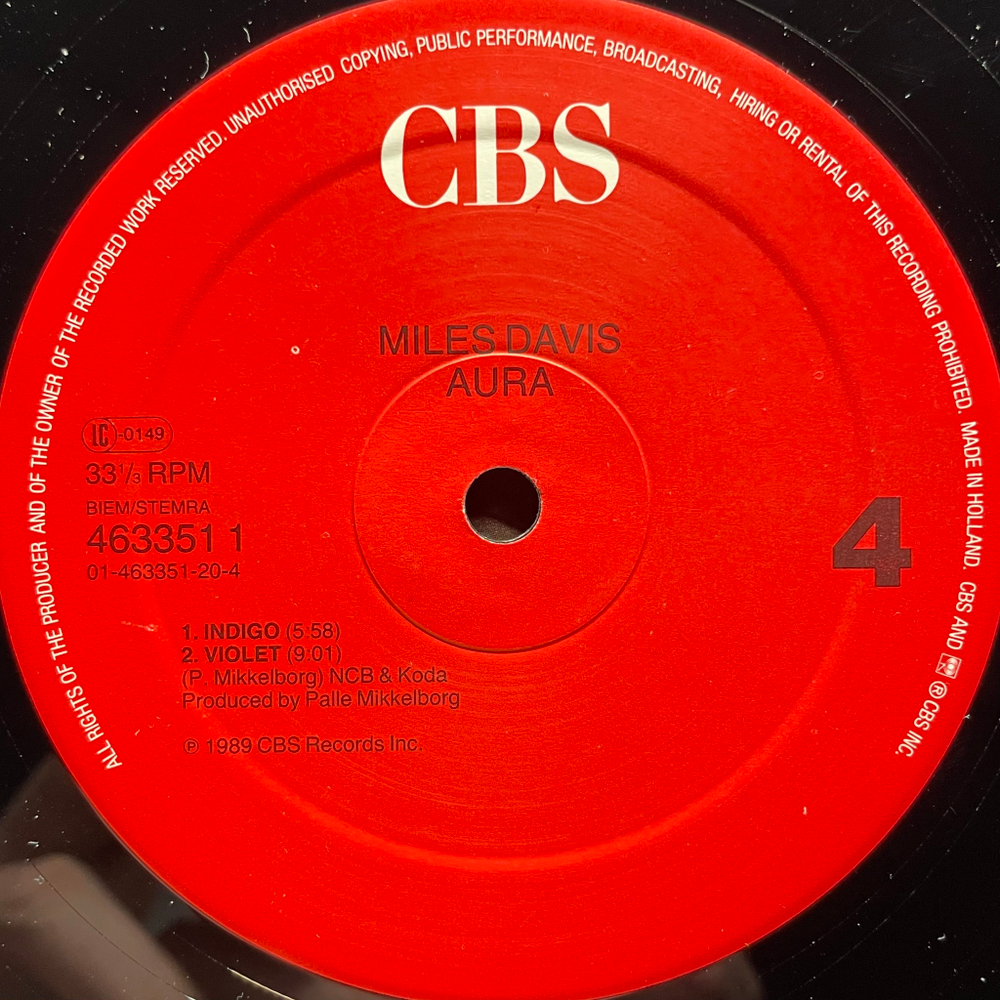 ALL RIGHTS OF THE PRODUCER AND OF THE OWNER OF THE RECORDED WORK RESERVED. UNAUTHORISED COPYING, PUBLIC PERFORMANCE, BROADCASTING, HIRING OR RENTAL OF THIS RECORDING PROHIBITED. MADE IN HOLLAND. CBS AND ® CBS INC.
CBS
MILES DAVIS
AURA
LC-0149
33 1/3 RPM
BIEM/STEMRA
463351 1
01-463351-20-4
4
1. INDIGO (5:58)
2. VIOLET (9:01)
(P. Mikkelborg) NCB & Koda
Produced by Palle Mikkelborg
℗ 1989 CBS Records Inc.